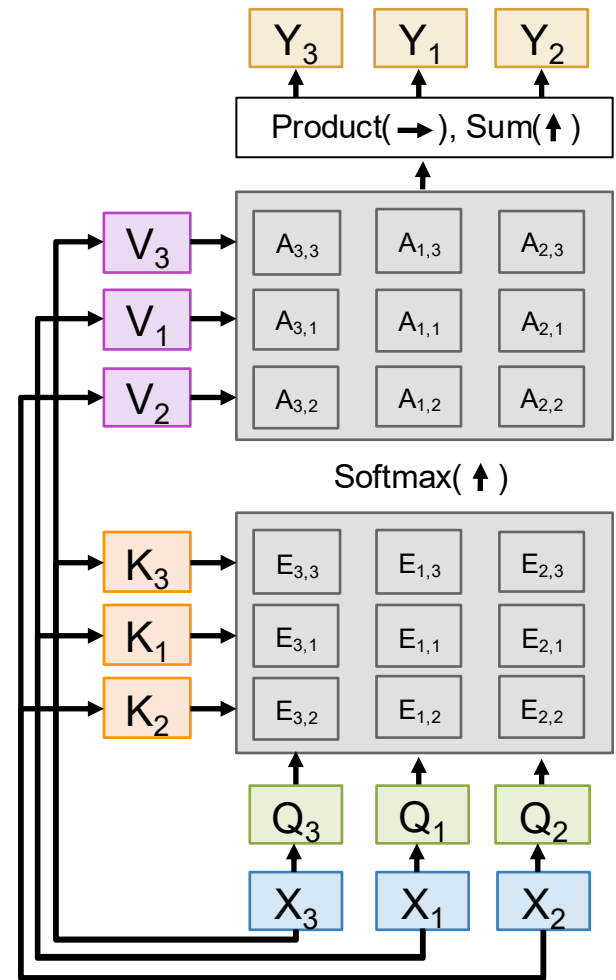 Y3 Y1 Y2
Product(→), Sum(↑)
V3 A3,3 A1,3 A2,3
V1 A3,1 A1,1 A2,1
V2 A3,2 A1,2 A2,2
Softmax(↑)
K3 E3,3 E1,3 E2,3
K1 E3,1 E1,1 E2,1
K2 E3,2 E1,2 E2,2
Q3 Q1 Q2
X3 X1 X2